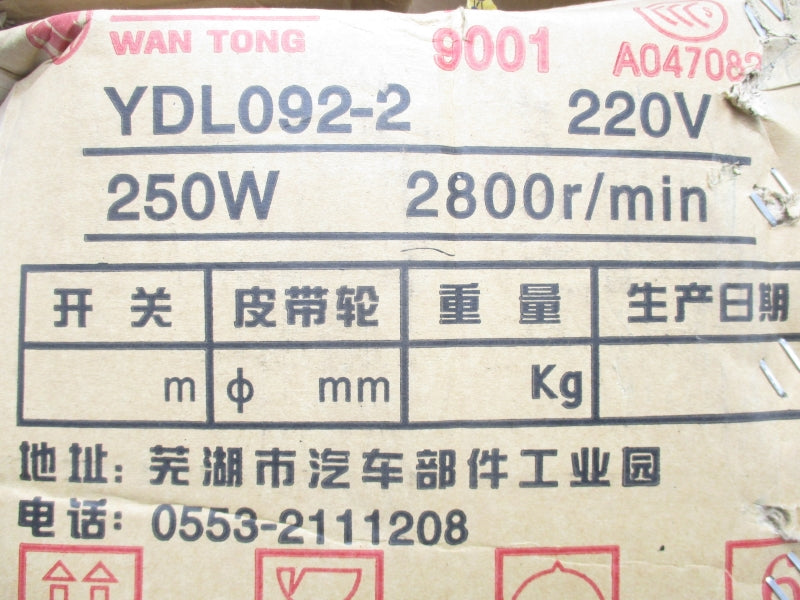 WAN TONG 9001 A047082
YDL092-2 220V
250W 2800r/min
开关 皮带轮 重量 生产日期
m ф mm Kg
地址：芜湖市汽车部件工业园
电话：0553-2111208